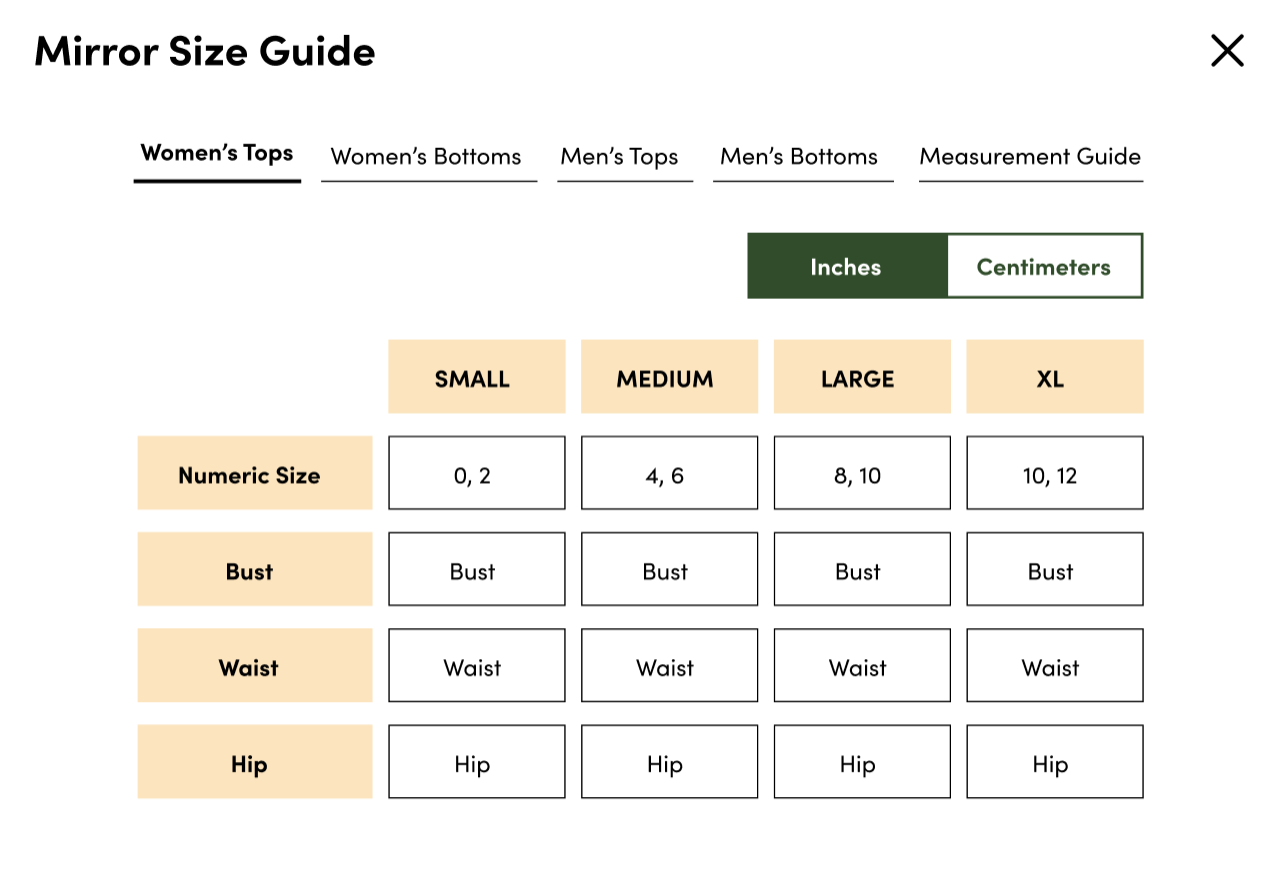 Mirror Size Guide
Women’s Tops Women’s Bottoms Men’s Tops Men’s Bottoms Measurement Guide
Inches Centimeters
SMALL MEDIUM LARGE XL
Numeric Size 0, 2 4, 6 8, 10 10, 12
Bust Bust Bust Bust Bust
Waist Waist Waist Waist Waist
Hip Hip Hip Hip Hip